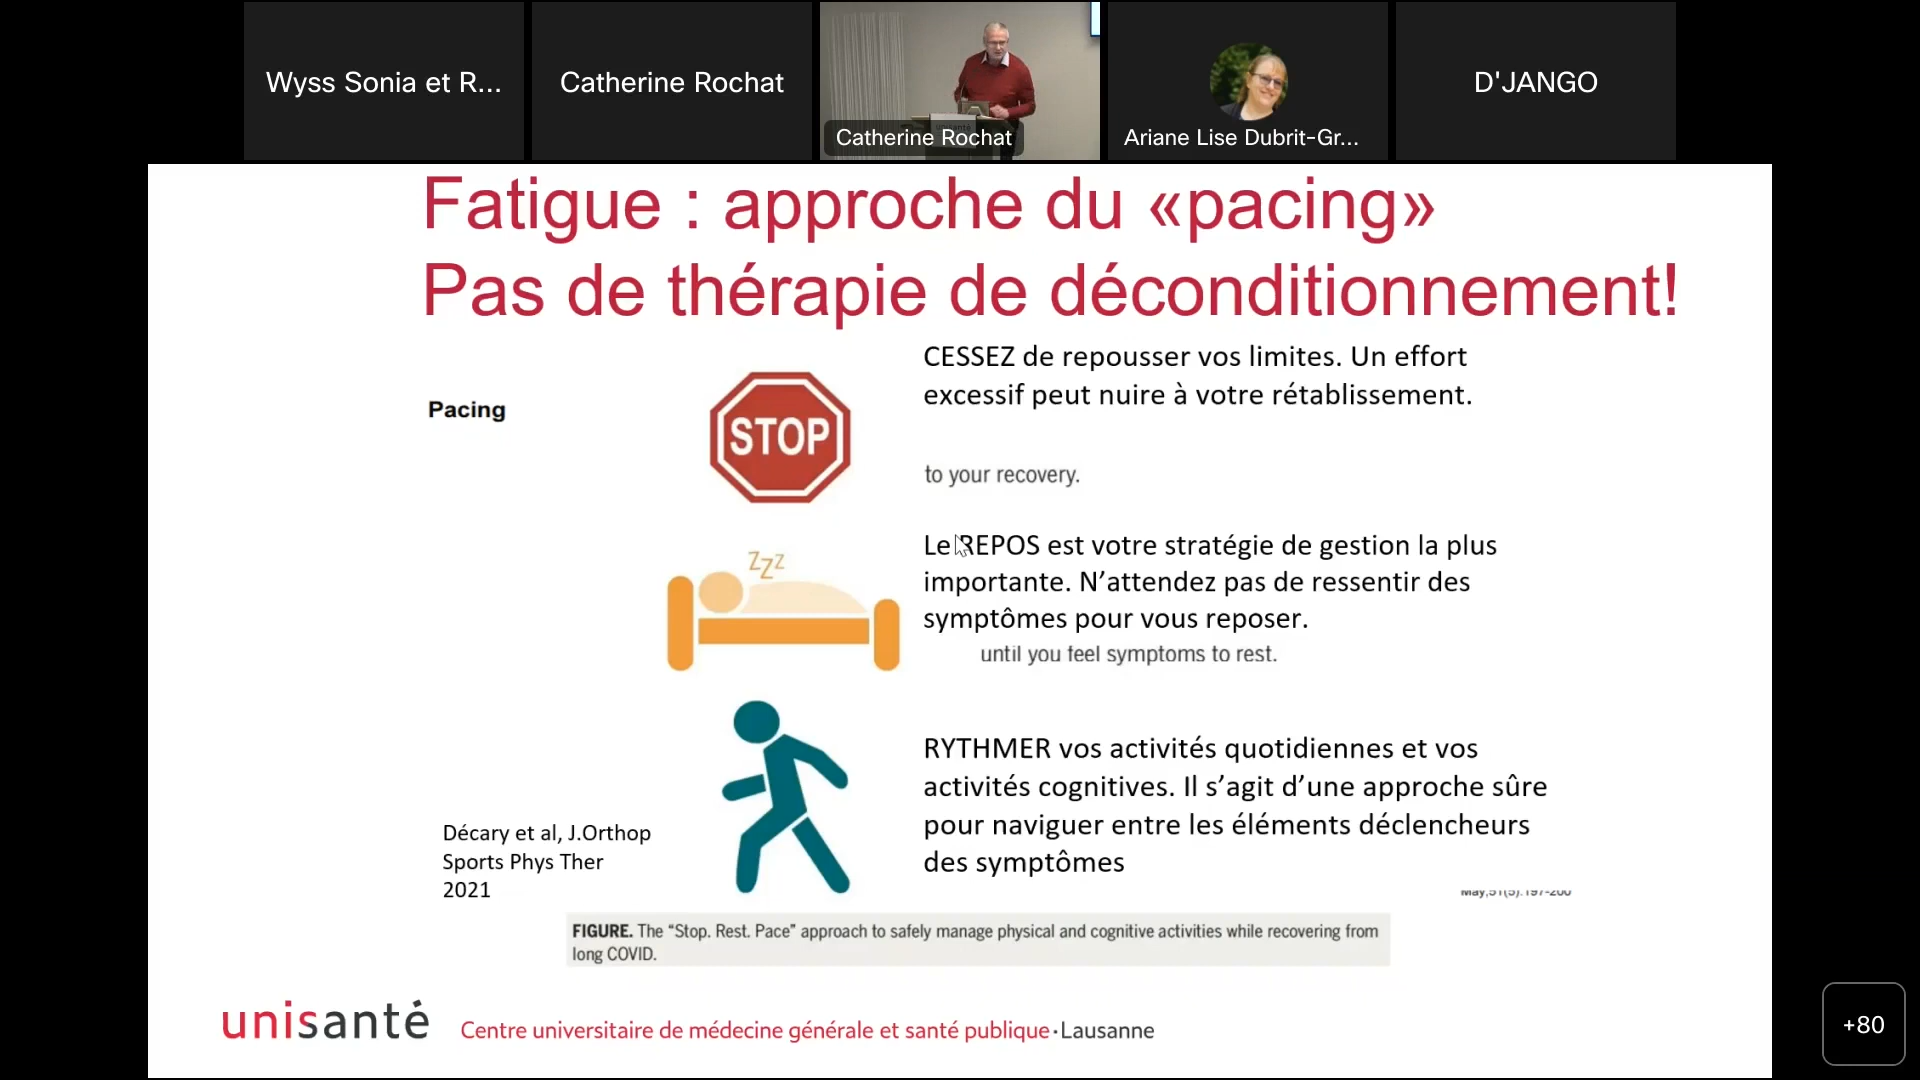 Wyss Sonia et R...
Catherine Rochat
Catherine Rochat
Ariane Lise Dubrit-Gr...
D'JANGO
Fatigue : approche du «pacing»
Pas de thérapie de déconditionnement!
Pacing
STOP
CESSEZ de repousser vos limites. Un effort
excessif peut nuire à votre rétablissement.
to your recovery.
ZZZ
Le REPOS est votre stratégie de gestion la plus
importante. N’attendez pas de ressentir des
symptômes pour vous reposer.
until you feel symptoms to rest.
RYTHMER vos activités quotidiennes et vos
activités cognitives. Il s’agit d’une approche sûre
pour naviguer entre les éléments déclencheurs
des symptômes
Décary et al, J.Orthop
Sports Phys Ther
2021
May;51(5):197-200
FIGURE. The “Stop. Rest. Pace” approach to safely manage physical and cognitive activities while recovering from
long COVID.
unisanté
Centre universitaire de médecine générale et santé publique · Lausanne
+80